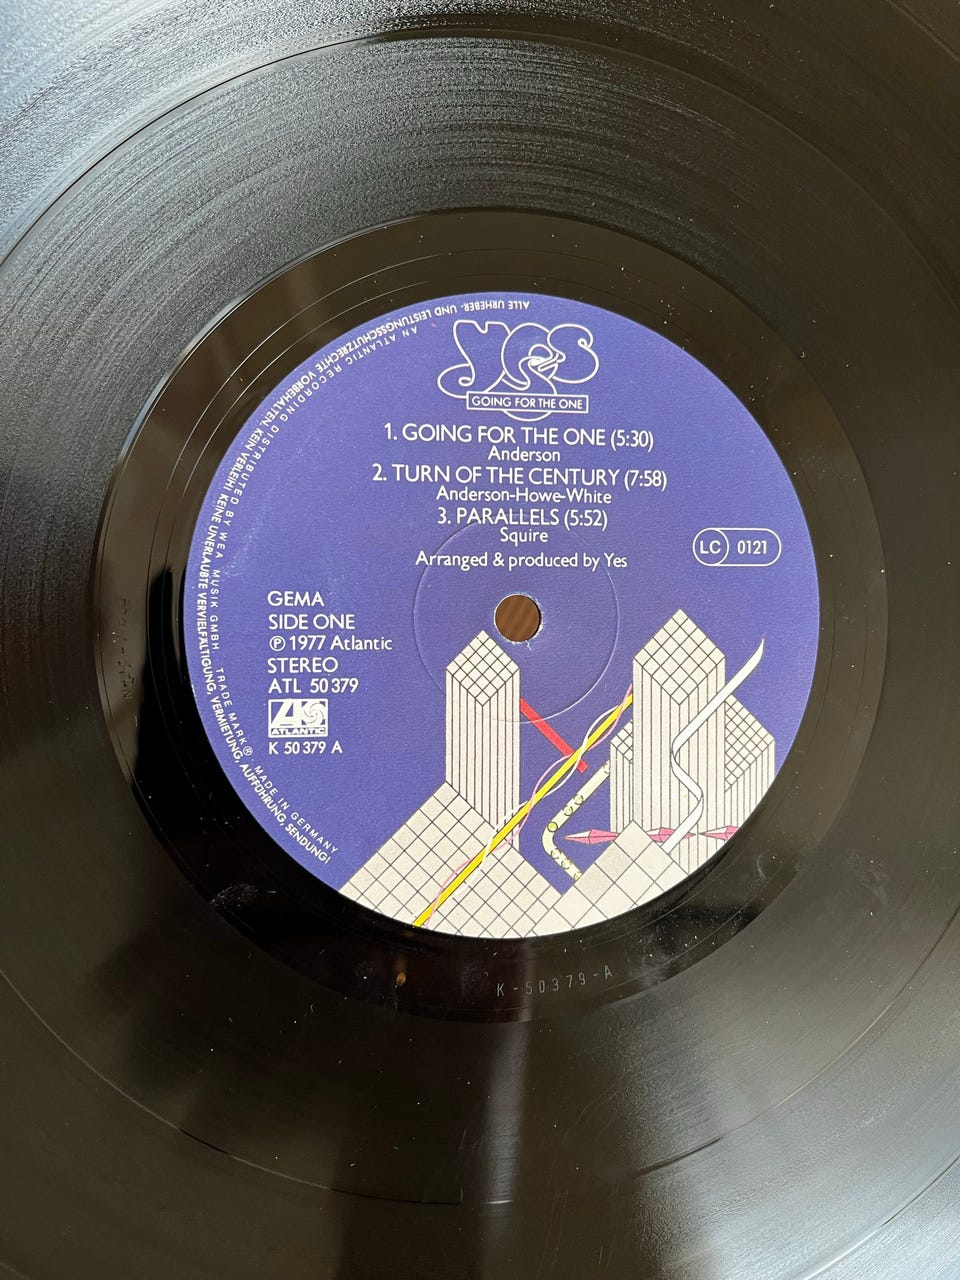 YES
GOING FOR THE ONE
1. GOING FOR THE ONE (5:30)
Anderson
2. TURN OF THE CENTURY (7:58)
Anderson-Howe-White
3. PARALLELS (5:52)
Squire
Arranged & produced by Yes
LC 0121
GEMA
SIDE ONE
℗ 1977 Atlantic
STEREO
ATL 50 379
ATLANTIC
K 50 379 A
AN ATLANTIC RECORDING DISTRIBUTED BY WEA MUSIK GMBH. TRADE MARK ® MADE IN GERMANY
ALLE URHEBER- UND LEISTUNGSSCHUTZRECHTE VORBEHALTEN. KEIN VERLEIH! KEINE UNERLAUBTE VERVIELFÄLTIGUNG, VERMIETUNG, AUFFÜHRUNG, SENDUNG!
K-50379-A